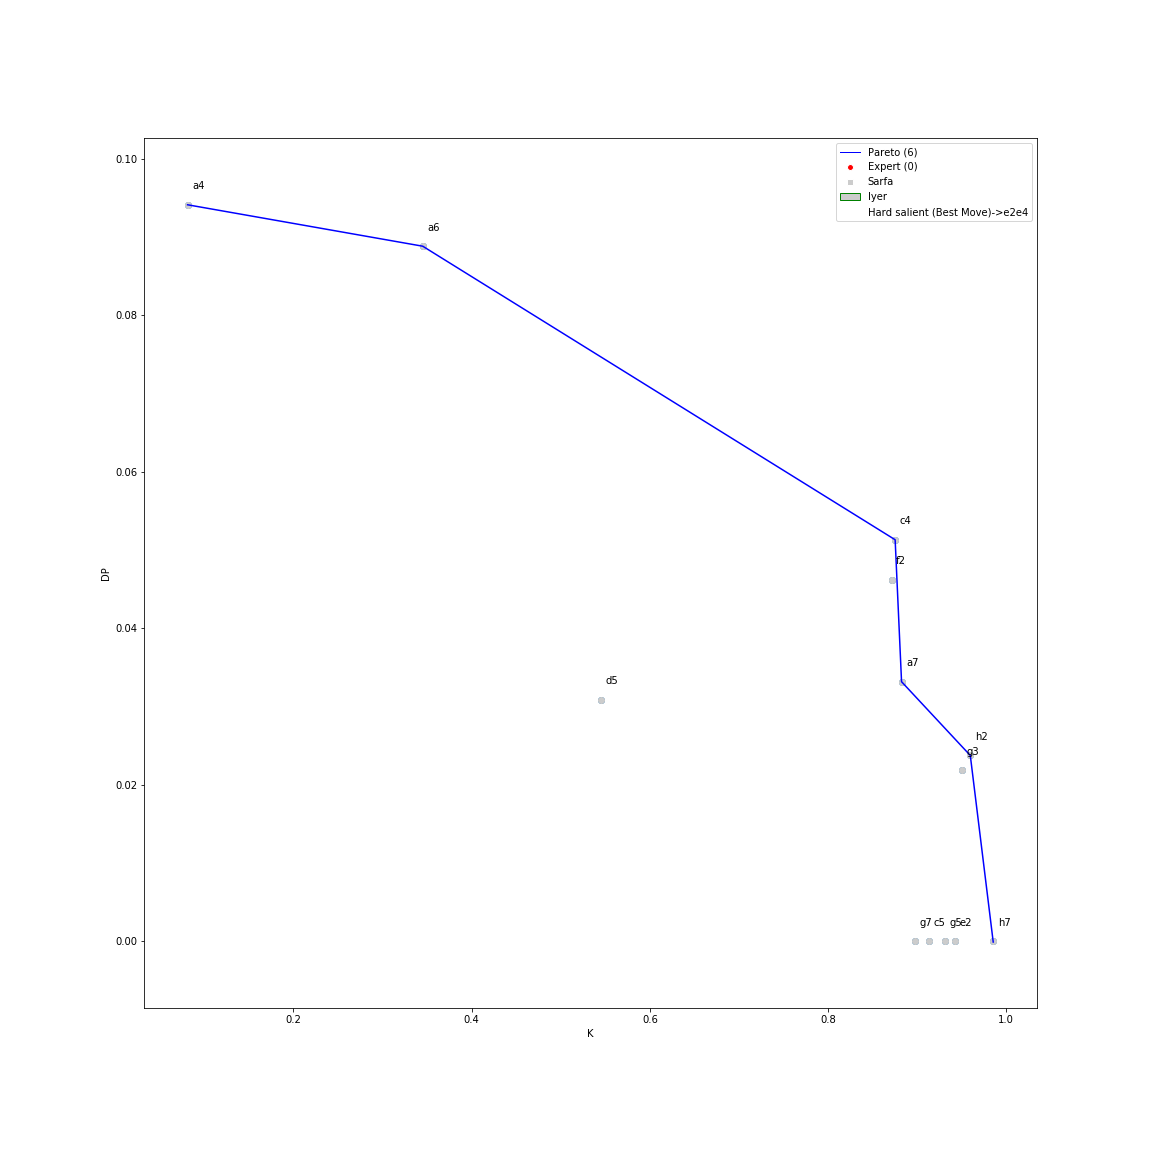 0.10
0.08
0.06
0.04
0.02
0.00
DP
0.2
0.4
0.6
0.8
1.0
K
Pareto (6)
Expert (0)
Sarfa
Iyer
Hard salient (Best Move)->e2e4
a4
a6
c4
f2
a7
d5
h2
g3
g7
c5
g5
e2
h7